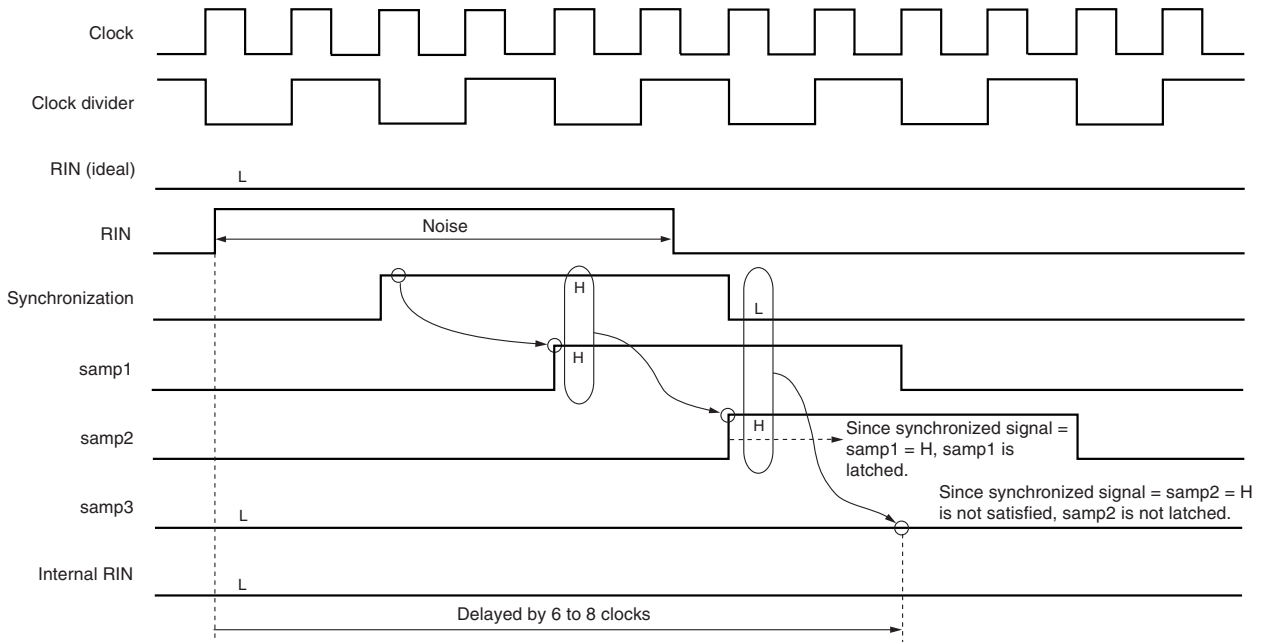 Clock
Clock divider
RIN (ideal)
L
RIN
Noise
Synchronization
H
L
samp1
H
samp2
H
Since synchronized signal =
samp1 = H, samp1 is
latched.
samp3
L
Since synchronized signal = samp2 = H
is not satisfied, samp2 is not latched.
Internal RIN
L
Delayed by 6 to 8 clocks